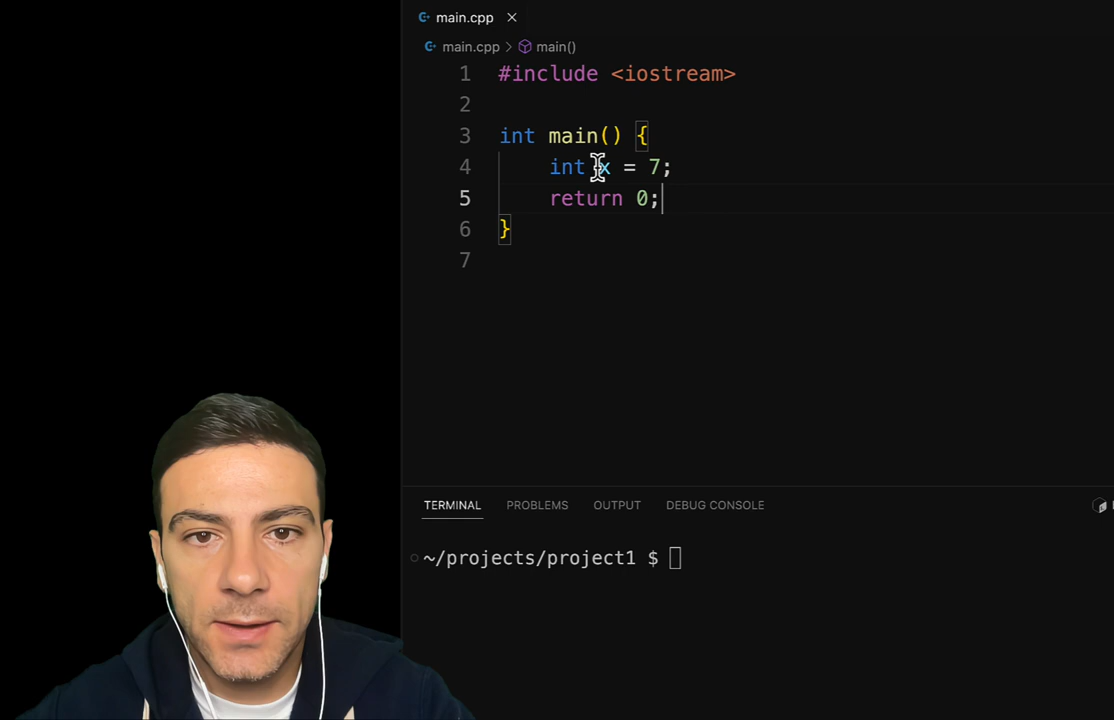 main.cpp
main.cpp > main()
1 #include <iostream>
2
3 int main() {
4 int x = 7;
5 return 0;
6 }
7
TERMINAL PROBLEMS OUTPUT DEBUG CONSOLE
~/projects/project1 $